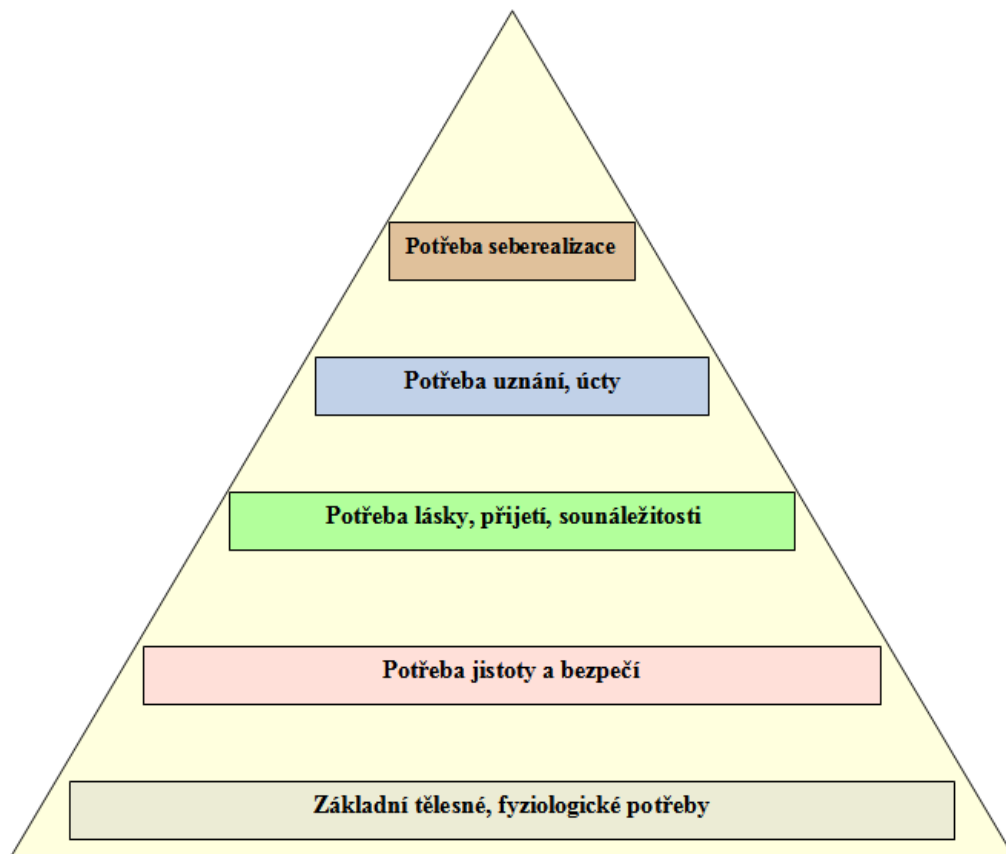 Potřeba seberealizace
Potřeba uznání, úcty
Potřeba lásky, přijetí, sounáležitosti
Potřeba jistoty a bezpečí
Základní tělesné, fyziologické potřeby